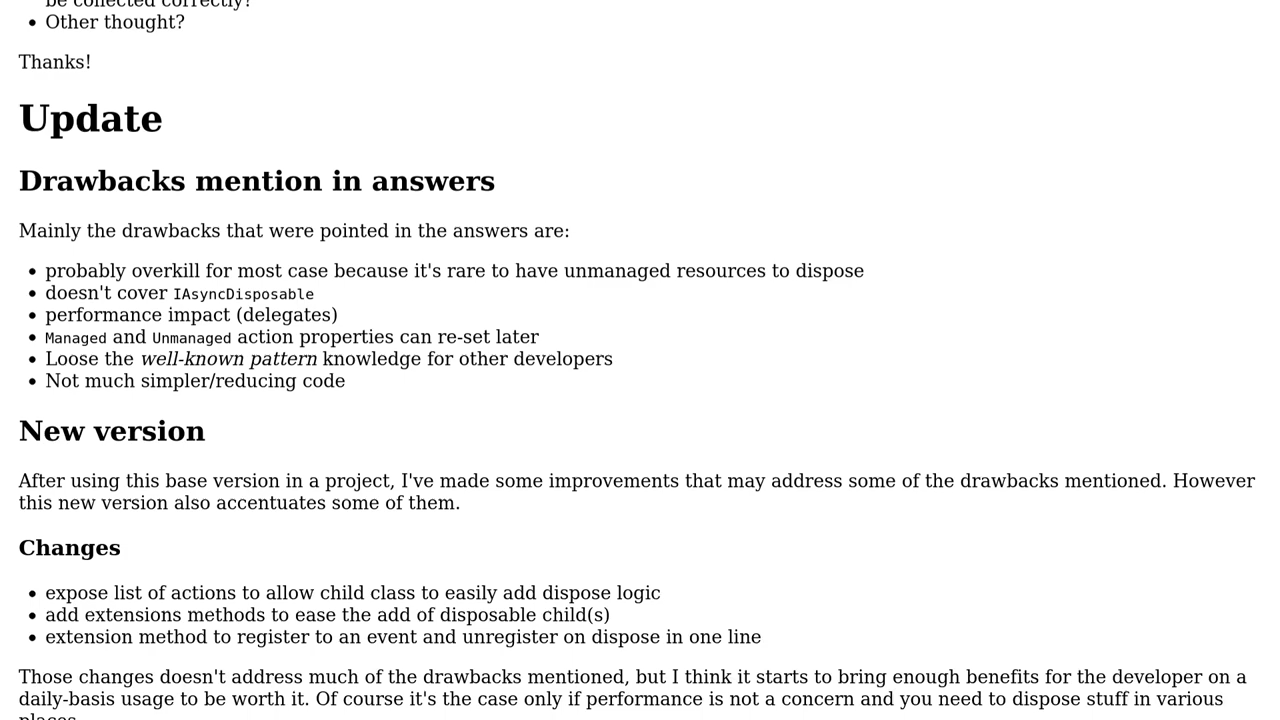 be collected correctly?
• Other thought?
Thanks!
Update
Drawbacks mention in answers
Mainly the drawbacks that were pointed in the answers are:
• probably overkill for most case because it's rare to have unmanaged resources to dispose
• doesn't cover IAsyncDisposable
• performance impact (delegates)
• Managed and Unmanaged action properties can re-set later
• Loose the well-known pattern knowledge for other developers
• Not much simpler/reducing code
New version
After using this base version in a project, I've made some improvements that may address some of the drawbacks mentioned. However
this new version also accentuates some of them.
Changes
• expose list of actions to allow child class to easily add dispose logic
• add extensions methods to ease the add of disposable child(s)
• extension method to register to an event and unregister on dispose in one line
Those changes doesn't address much of the drawbacks mentioned, but I think it starts to bring enough benefits for the developer on a
daily-basis usage to be worth it. Of course it's the case only if performance is not a concern and you need to dispose stuff in various
places.